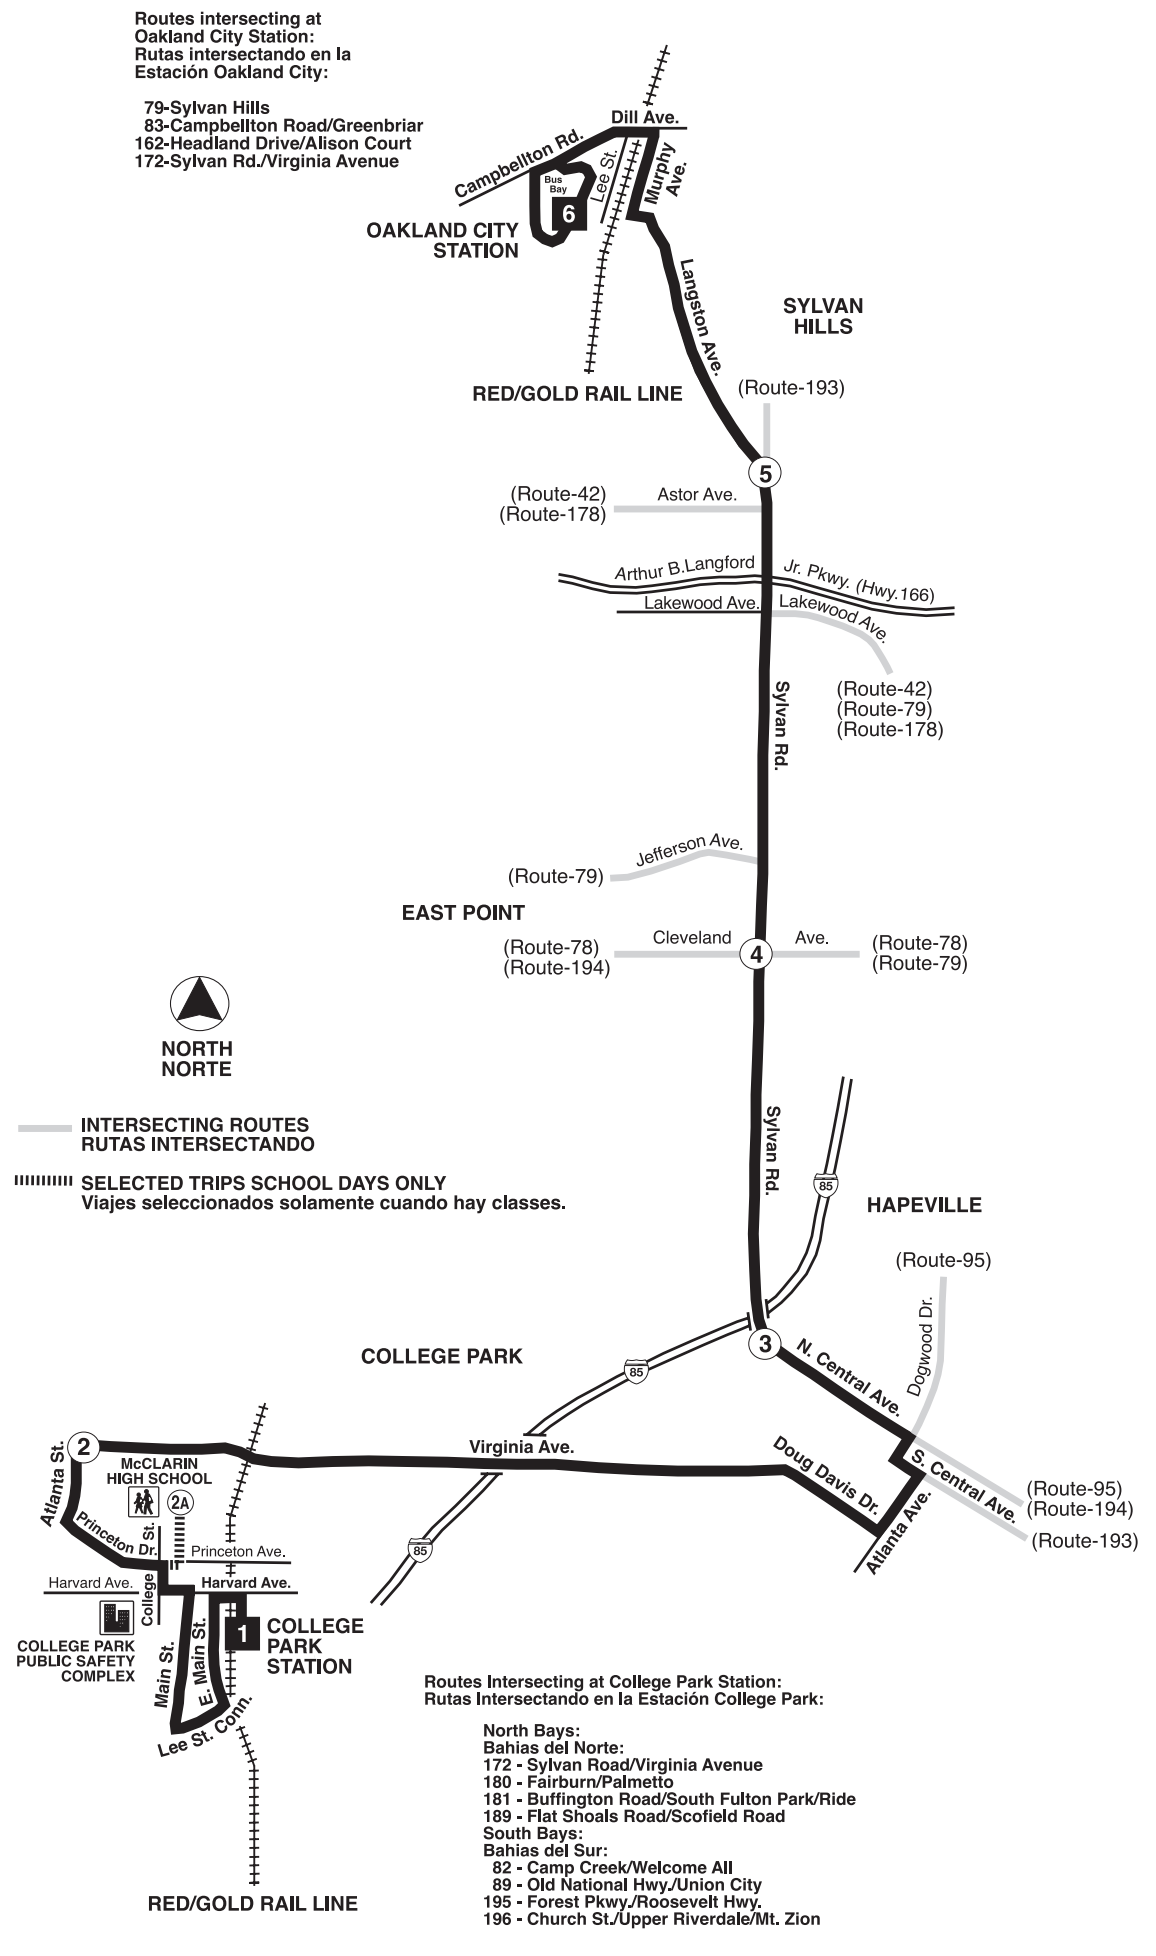 Routes intersecting at
Oakland City Station:
Rutas intersectando en la
Estación Oakland City:
79-Sylvan Hills
83-Campbellton Road/Greenbriar
162-Headland Drive/Alison Court
172-Sylvan Rd./Virginia Avenue
Dill Ave.
Campbellton Rd.
Lee St.
Murphy
Ave.
Bus
Bay
6
OAKLAND CITY
STATION
Langston Ave.
SYLVAN
HILLS
RED/GOLD RAIL LINE
(Route-193)
5
(Route-42)
(Route-178)
Astor Ave.
Arthur B.Langford
Jr. Pkwy. (Hwy.166)
Lakewood Ave.
Lakewood Ave.
(Route-42)
(Route-79)
(Route-178)
Sylvan Rd.
Jefferson Ave.
(Route-79)
EAST POINT
(Route-78)
(Route-194)
Cleveland
4
Ave.
(Route-78)
(Route-79)
NORTH
NORTE
INTERSECTING ROUTES
RUTAS INTERSECTANDO
SELECTED TRIPS SCHOOL DAYS ONLY
Viajes seleccionados solamente cuando hay classes.
Sylvan Rd.
85
HAPEVILLE
(Route-95)
Dogwood Dr.
3
N. Central Ave.
COLLEGE PARK
85
2
Virginia Ave.
Atlanta St.
McCLARIN
HIGH SCHOOL
2A
Doug Davis Dr.
S. Central Ave.
(Route-95)
(Route-194)
(Route-193)
Atlanta Ave.
85
Princeton Dr.
College St.
Princeton Ave.
Harvard Ave.
Harvard Ave.
COLLEGE PARK
PUBLIC SAFETY
COMPLEX
Main St.
E. Main St.
1
COLLEGE
PARK
STATION
Lee St. Conn.
Routes Intersecting at College Park Station:
Rutas Intersectando en la Estación College Park:
North Bays:
Bahias del Norte:
172 - Sylvan Road/Virginia Avenue
180 - Fairburn/Palmetto
181 - Buffington Road/South Fulton Park/Ride
189 - Flat Shoals Road/Scofield Road
South Bays:
Bahias del Sur:
82 - Camp Creek/Welcome All
89 - Old National Hwy./Union City
195 - Forest Pkwy./Roosevelt Hwy.
196 - Church St./Upper Riverdale/Mt. Zion
RED/GOLD RAIL LINE